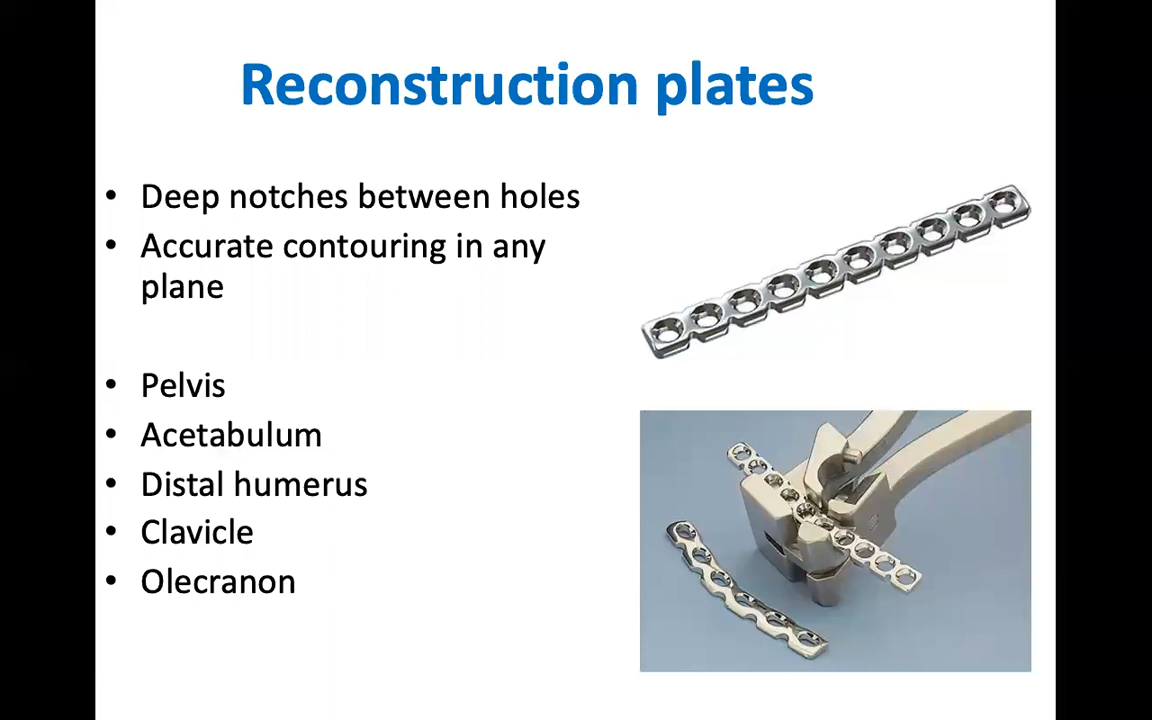 Reconstruction plates
• Deep notches between holes
• Accurate contouring in any
plane
• Pelvis
• Acetabulum
• Distal humerus
• Clavicle
• Olecranon